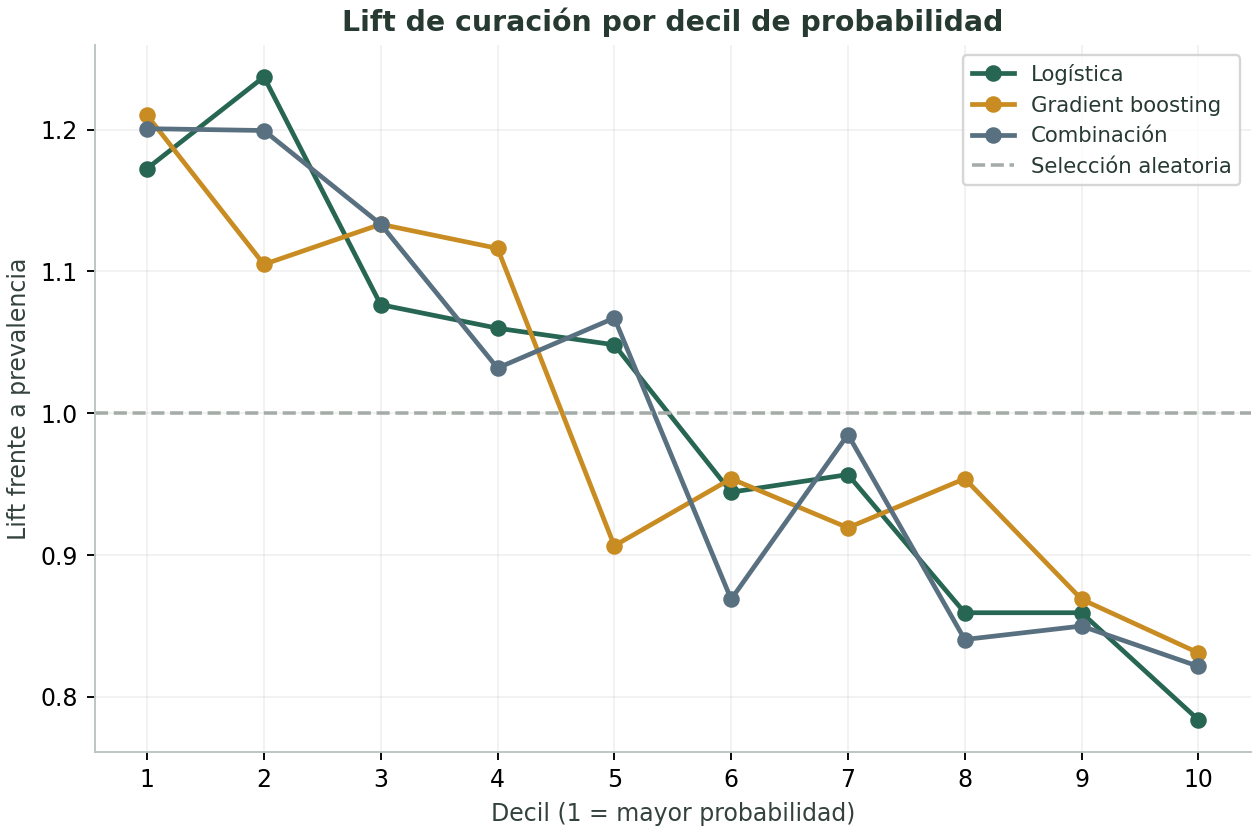 Lift de curación por decil de probabilidad
Logística
Gradient boosting
Combinación
Selección aleatoria
Lift frente a prevalencia
1.2
1.1
1.0
0.9
0.8
1 2 3 4 5 6 7 8 9 10
Decil (1 = mayor probabilidad)